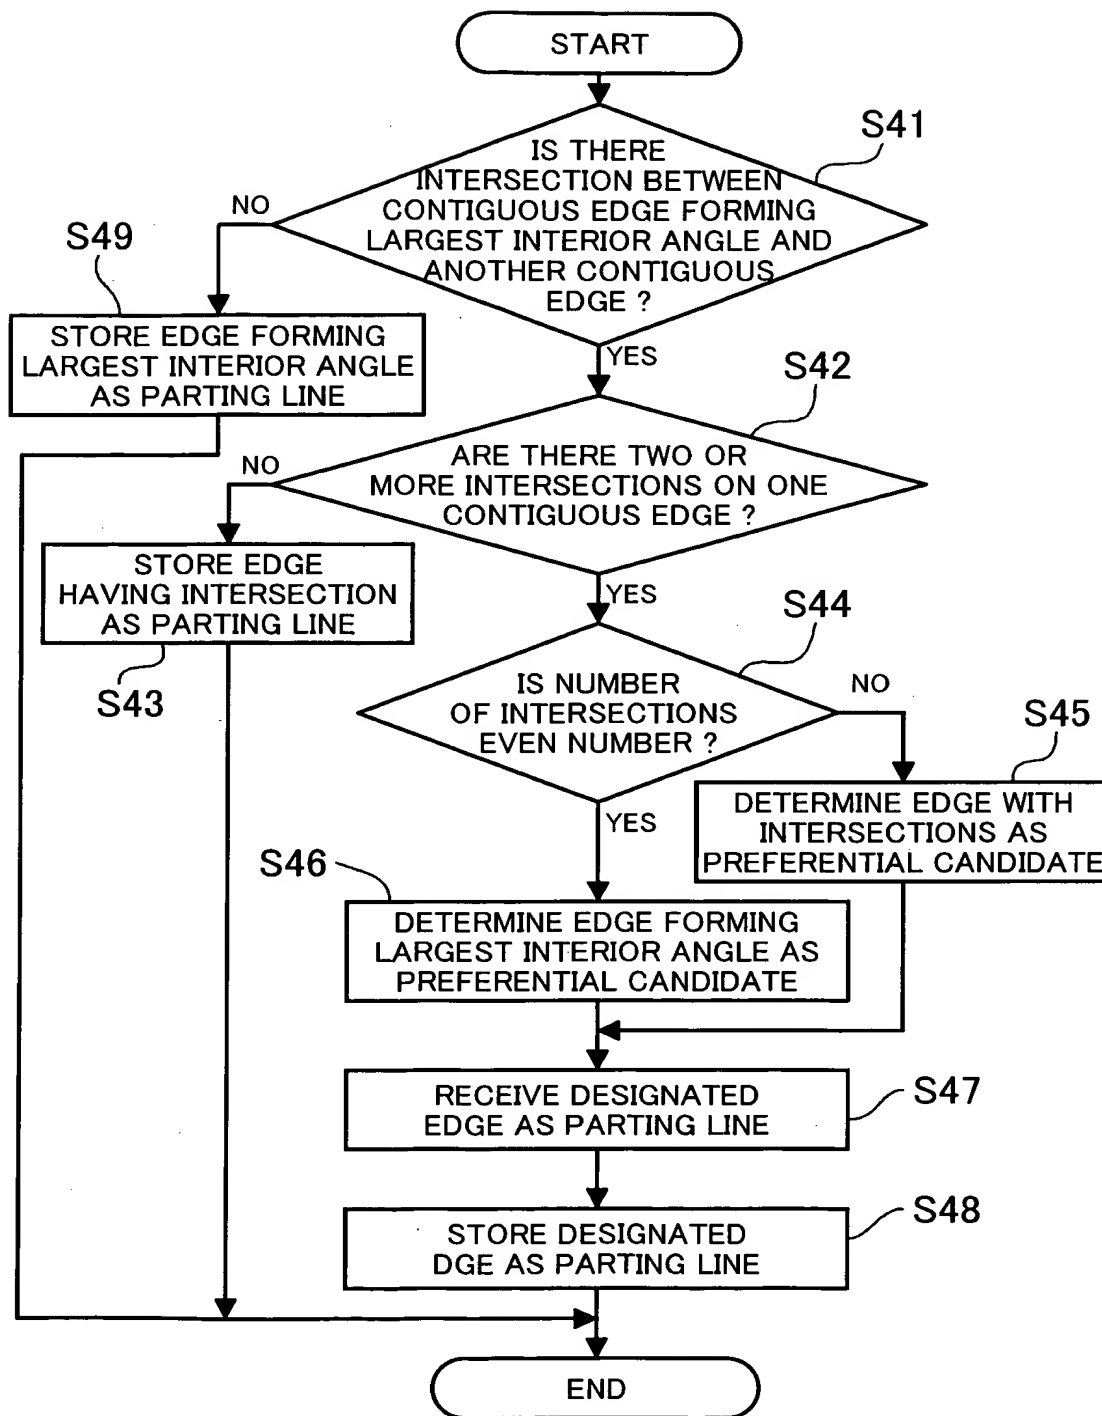 START
S41
IS THERE
INTERSECTION BETWEEN
CONTIGUOUS EDGE FORMING
LARGEST INTERIOR ANGLE AND
ANOTHER CONTIGUOUS
EDGE ?
NO
S49
STORE EDGE FORMING
LARGEST INTERIOR ANGLE
AS PARTING LINE
YES
S42
ARE THERE TWO OR
MORE INTERSECTIONS ON ONE
CONTIGUOUS EDGE ?
NO
STORE EDGE
HAVING INTERSECTION
AS PARTING LINE
S43
YES
S44
IS NUMBER
OF INTERSECTIONS
EVEN NUMBER ?
NO
S45
DETERMINE EDGE WITH
INTERSECTIONS AS
PREFERENTIAL CANDIDATE
YES
S46
DETERMINE EDGE FORMING
LARGEST INTERIOR ANGLE AS
PREFERENTIAL CANDIDATE
RECEIVE DESIGNATED
EDGE AS PARTING LINE
S47
STORE DESIGNATED
DGE AS PARTING LINE
S48
END